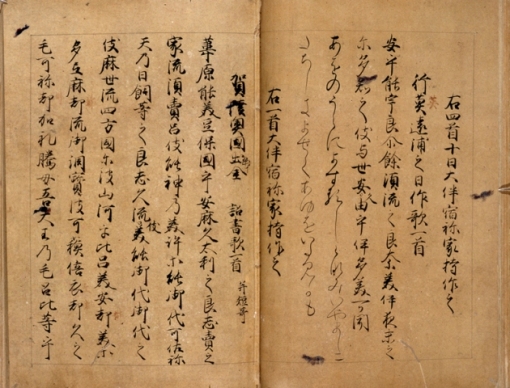 右四首十日大伴宿祢家持作之
行英遠浦之日作歌一首
安乎能宇良尓餘須流之良奈美伊夜末之
尓多知之伎与世久安由乎伊多美可聞
あをのうらによするしらなみいやましに
たちしきよせくあゆをいたみかも
右一首大伴宿祢家持作之
賀陸奥國出金 詔書歌一首 并短哥
葦原能美豆保國乎安麻久太利之良志賣之
家流須賣呂伎能神乃美許等能御代可佐祢
天乃日嗣等之良志久流伎美能御代御代之
伎麻世流四方國尓波山河乎比呂美安都美等
多弖麻都流御調寶波可蘓倍衣都久之
毛可祢都加礼騰母吾大王乃毛呂比等乎